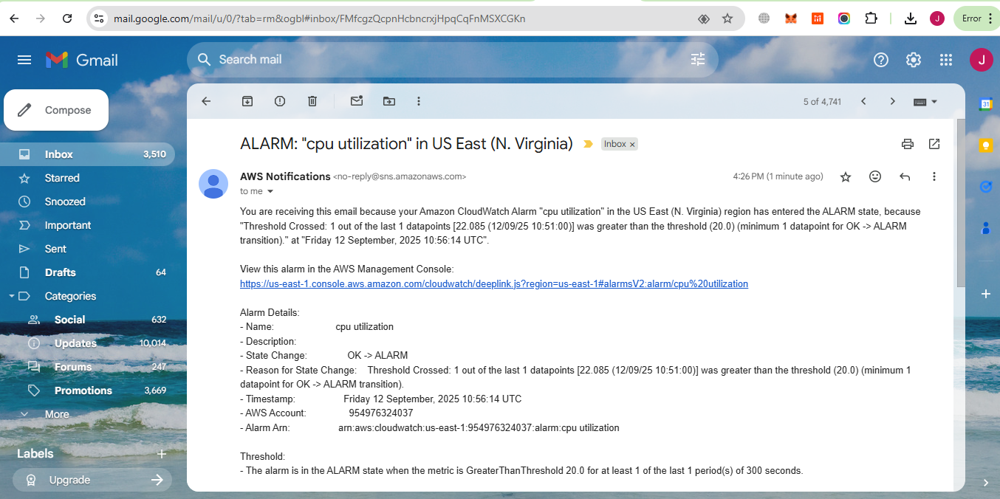 mail.google.com/mail/u/0/?tab=rm&ogbl#inbox/FMfcgzQcpnHcbncrxjHpqCqFnMSXCGKn
J
Error
Gmail
Search mail
J
Compose
5 of 4,741
31
Inbox 3,510
Starred
Snoozed
Important
Sent
Drafts 64
Categories
Social 632
Updates 10,014
Forums 247
Promotions 3,669
More
Labels
Upgrade
ALARM: "cpu utilization" in US East (N. Virginia) Inbox ×
AWS Notifications <no-reply@sns.amazonaws.com> 4:26 PM (1 minute ago)
to me
You are receiving this email because your Amazon CloudWatch Alarm "cpu utilization" in the US East (N. Virginia) region has entered the ALARM state, because
"Threshold Crossed: 1 out of the last 1 datapoints [22.085 (12/09/25 10:51:00)] was greater than the threshold (20.0) (minimum 1 datapoint for OK -> ALARM
transition)." at "Friday 12 September, 2025 10:56:14 UTC".
View this alarm in the AWS Management Console:
https://us-east-1.console.aws.amazon.com/cloudwatch/deeplink.js?region=us-east-1#alarmsV2:alarm/cpu%20utilization
Alarm Details:
- Name: cpu utilization
- Description:
- State Change: OK -> ALARM
- Reason for State Change: Threshold Crossed: 1 out of the last 1 datapoints [22.085 (12/09/25 10:51:00)] was greater than the threshold (20.0) (minimum 1
datapoint for OK -> ALARM transition).
- Timestamp: Friday 12 September, 2025 10:56:14 UTC
- AWS Account: 954976324037
- Alarm Arn: arn:aws:cloudwatch:us-east-1:954976324037:alarm:cpu utilization
Threshold:
- The alarm is in the ALARM state when the metric is GreaterThanThreshold 20.0 for at least 1 of the last 1 period(s) of 300 seconds.